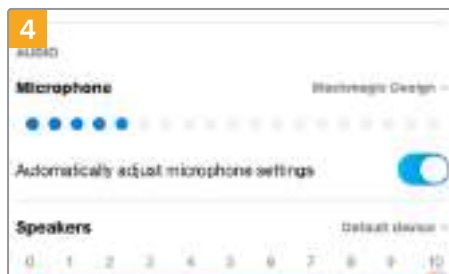 4
AUDIO
Microphone Blackmagic Design
Automatically adjust microphone settings
Speakers Default device
0 1 2 3 4 5 6 7 8 9 10